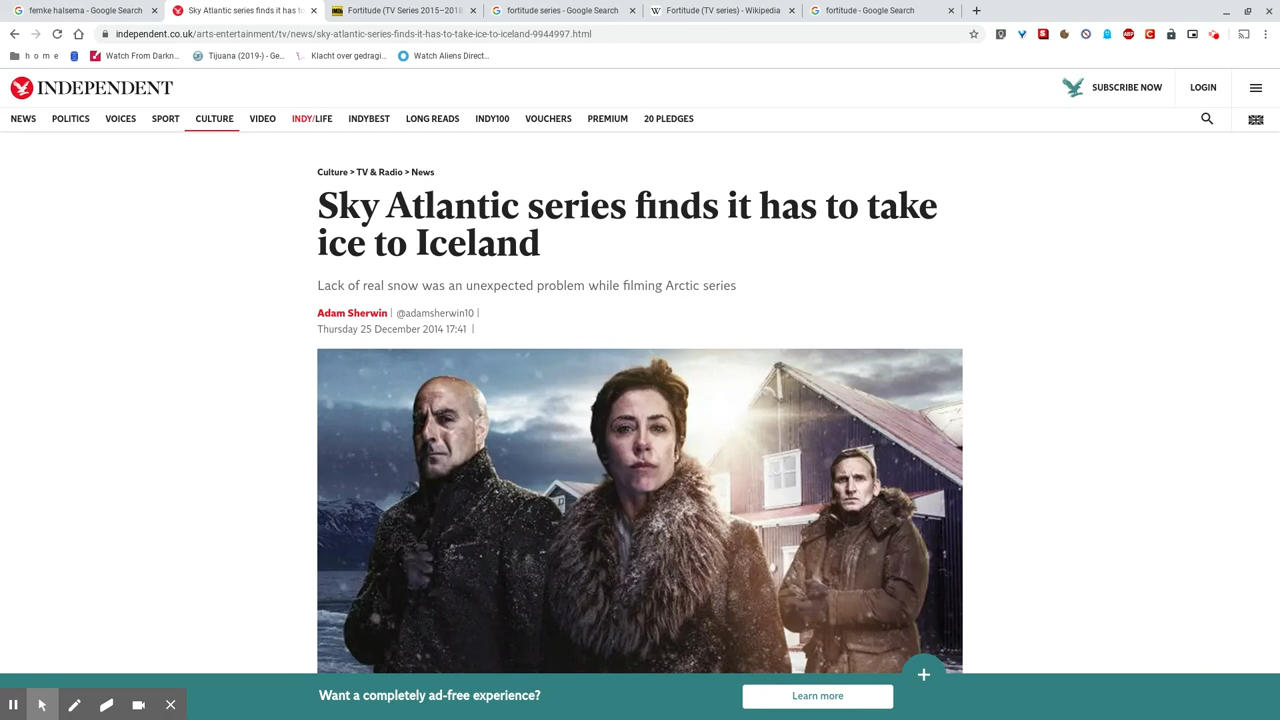 femke halsema - Google Search
Sky Atlantic series finds it has to
Fortitude (TV Series 2015–2018
fortitude series - Google Search
Fortitude (TV series) - Wikipedia
fortitude - Google Search
independent.co.uk/arts-entertainment/tv/news/sky-atlantic-series-finds-it-has-to-take-ice-to-iceland-9944997.html
h o m e
Watch From Darkn...
Tijuana (2019-) - Ge...
Klacht over gedragi...
Watch Aliens Direct...
INDEPENDENT
SUBSCRIBE NOW
LOGIN
NEWS POLITICS VOICES SPORT CULTURE VIDEO INDY/LIFE INDYBEST LONG READS INDY100 VOUCHERS PREMIUM 20 PLEDGES
Culture > TV & Radio > News
Sky Atlantic series finds it has to take
ice to Iceland
Lack of real snow was an unexpected problem while filming Arctic series
Adam Sherwin | @adamsherwin10 |
Thursday 25 December 2014 17:41 |
Want a completely ad-free experience?
Learn more